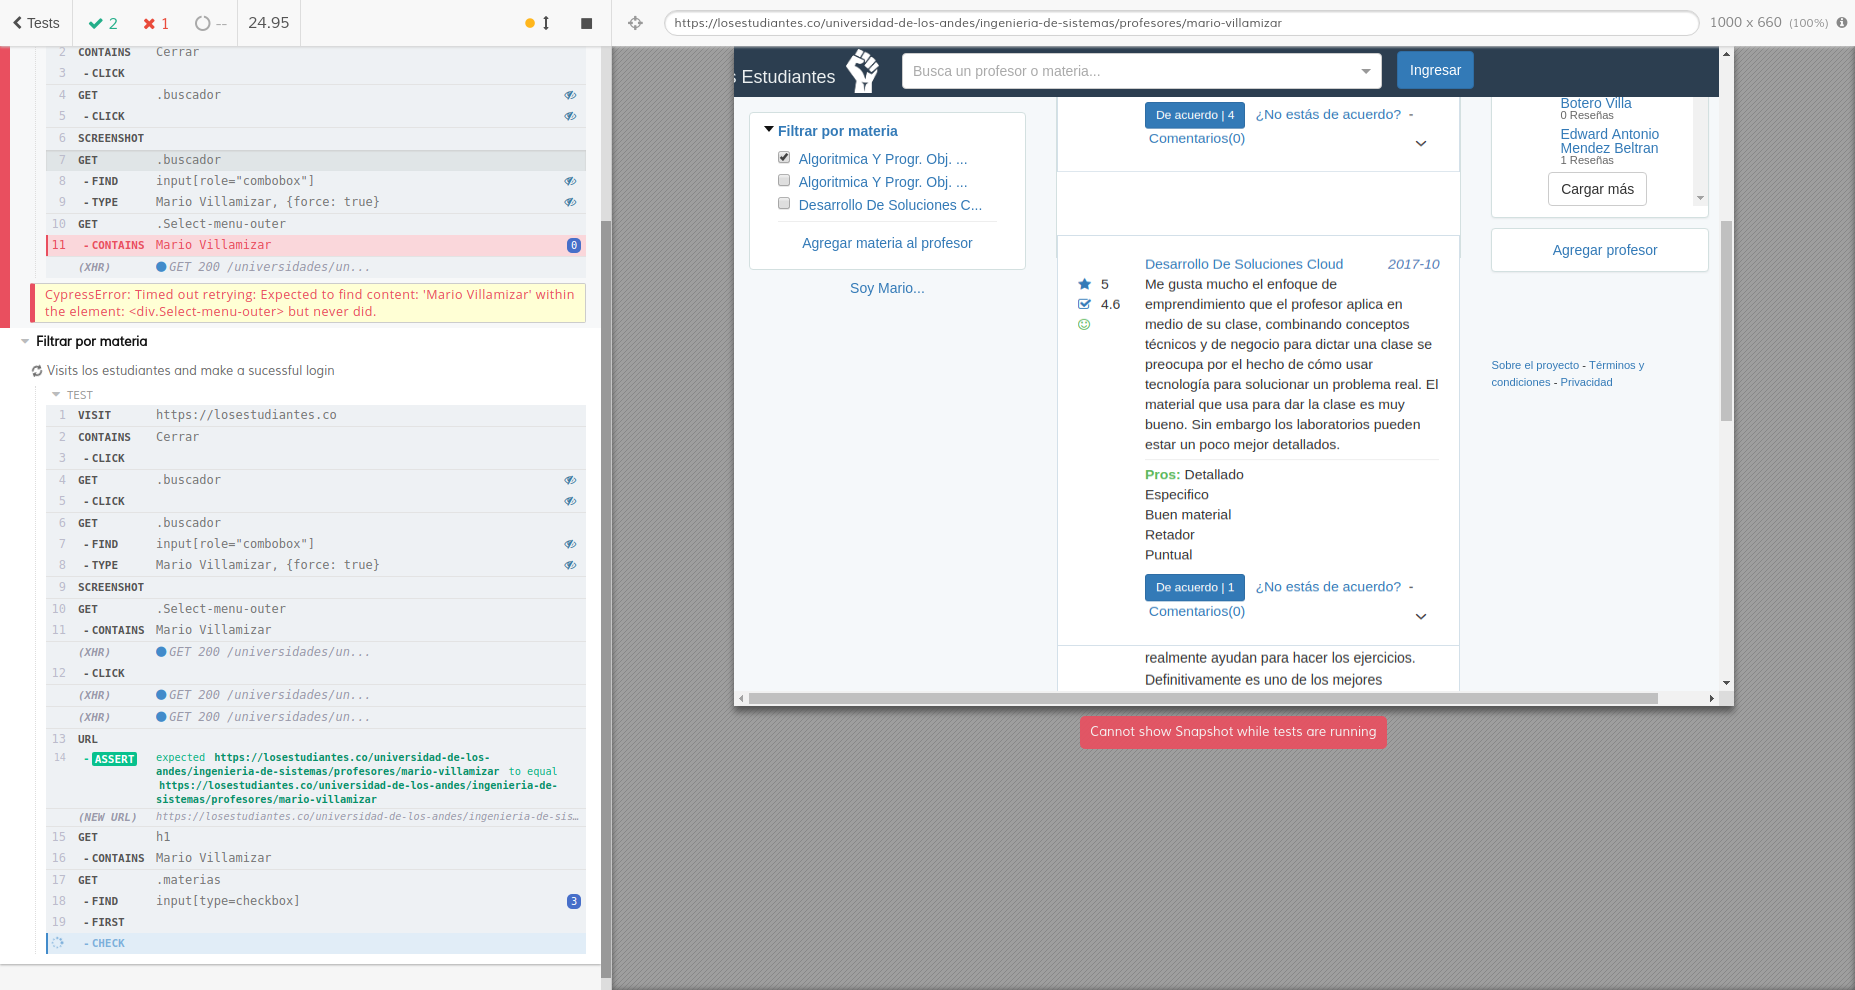 Tests
2
1
--
24.95
https://losestudiantes.co/universidad-de-los-andes/ingenieria-de-sistemas/profesores/mario-villamizar
1000 x 660 (100%)
2 CONTAINS Cerrar
3 - CLICK
4 GET .buscador
5 - CLICK
6 SCREENSHOT
7 GET .buscador
8 - FIND input[role="combobox"]
9 - TYPE Mario Villamizar, {force: true}
10 GET .Select-menu-outer
11 - CONTAINS Mario Villamizar 0
(XHR) GET 200 /universidades/un...
CypressError: Timed out retrying: Expected to find content: 'Mario Villamizar' within
the element: <div.Select-menu-outer> but never did.
Filtrar por materia
Visits los estudiantes and make a sucessful login
TEST
1 VISIT https://losestudiantes.co
2 CONTAINS Cerrar
3 - CLICK
4 GET .buscador
5 - CLICK
6 GET .buscador
7 - FIND input[role="combobox"]
8 - TYPE Mario Villamizar, {force: true}
9 SCREENSHOT
10 GET .Select-menu-outer
11 - CONTAINS Mario Villamizar
(XHR) GET 200 /universidades/un...
12 - CLICK
(XHR) GET 200 /universidades/un...
(XHR) GET 200 /universidades/un...
13 URL
14 - ASSERT expected https://losestudiantes.co/universidad-de-los-
andes/ingenieria-de-sistemas/profesores/mario-villamizar to equal
https://losestudiantes.co/universidad-de-los-andes/ingenieria-de-
sistemas/profesores/mario-villamizar
(NEW URL) https://losestudiantes.co/universidad-de-los-andes/ingenieria-de-sis...
15 GET h1
16 - CONTAINS Mario Villamizar
17 GET .materias
18 - FIND input[type=checkbox] 3
19 - FIRST
- CHECK
s Estudiantes
Busca un profesor o materia...
Ingresar
Filtrar por materia
Algoritmica Y Progr. Obj. ...
Algoritmica Y Progr. Obj. ...
Desarrollo De Soluciones C...
Agregar materia al profesor
Soy Mario...
De acuerdo | 4 ¿No estás de acuerdo? -
Comentarios(0)
Desarrollo De Soluciones Cloud 2017-10
5
4.6
Me gusta mucho el enfoque de
emprendimiento que el profesor aplica en
medio de su clase, combinando conceptos
técnicos y de negocio para dictar una clase se
preocupa por el hecho de cómo usar
tecnología para solucionar un problema real. El
material que usa para dar la clase es muy
bueno. Sin embargo los laboratorios pueden
estar un poco mejor detallados.
Pros: Detallado
Especifico
Buen material
Retador
Puntual
De acuerdo | 1 ¿No estás de acuerdo? -
Comentarios(0)
realmente ayudan para hacer los ejercicios.
Definitivamente es uno de los mejores
Botero Villa
0 Reseñas
Edward Antonio
Mendez Beltran
1 Reseñas
Cargar más
Agregar profesor
Sobre el proyecto - Términos y
condiciones - Privacidad
Cannot show Snapshot while tests are running